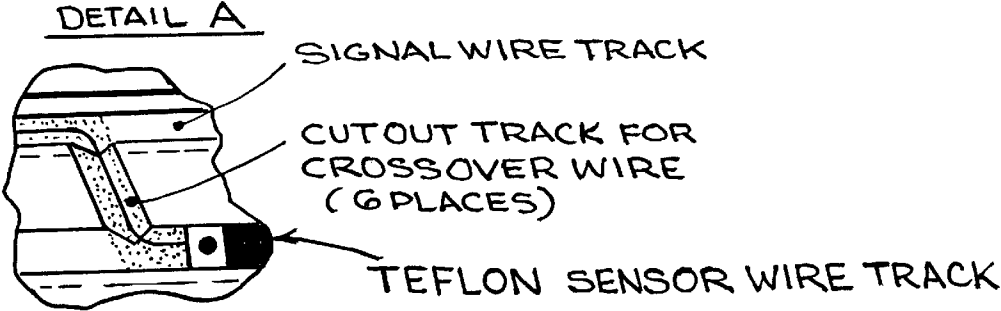 DETAIL A
SIGNAL WIRE TRACK
CUTOUT TRACK FOR
CROSSOVER WIRE
(6 PLACES)
TEFLON SENSOR WIRE TRACK